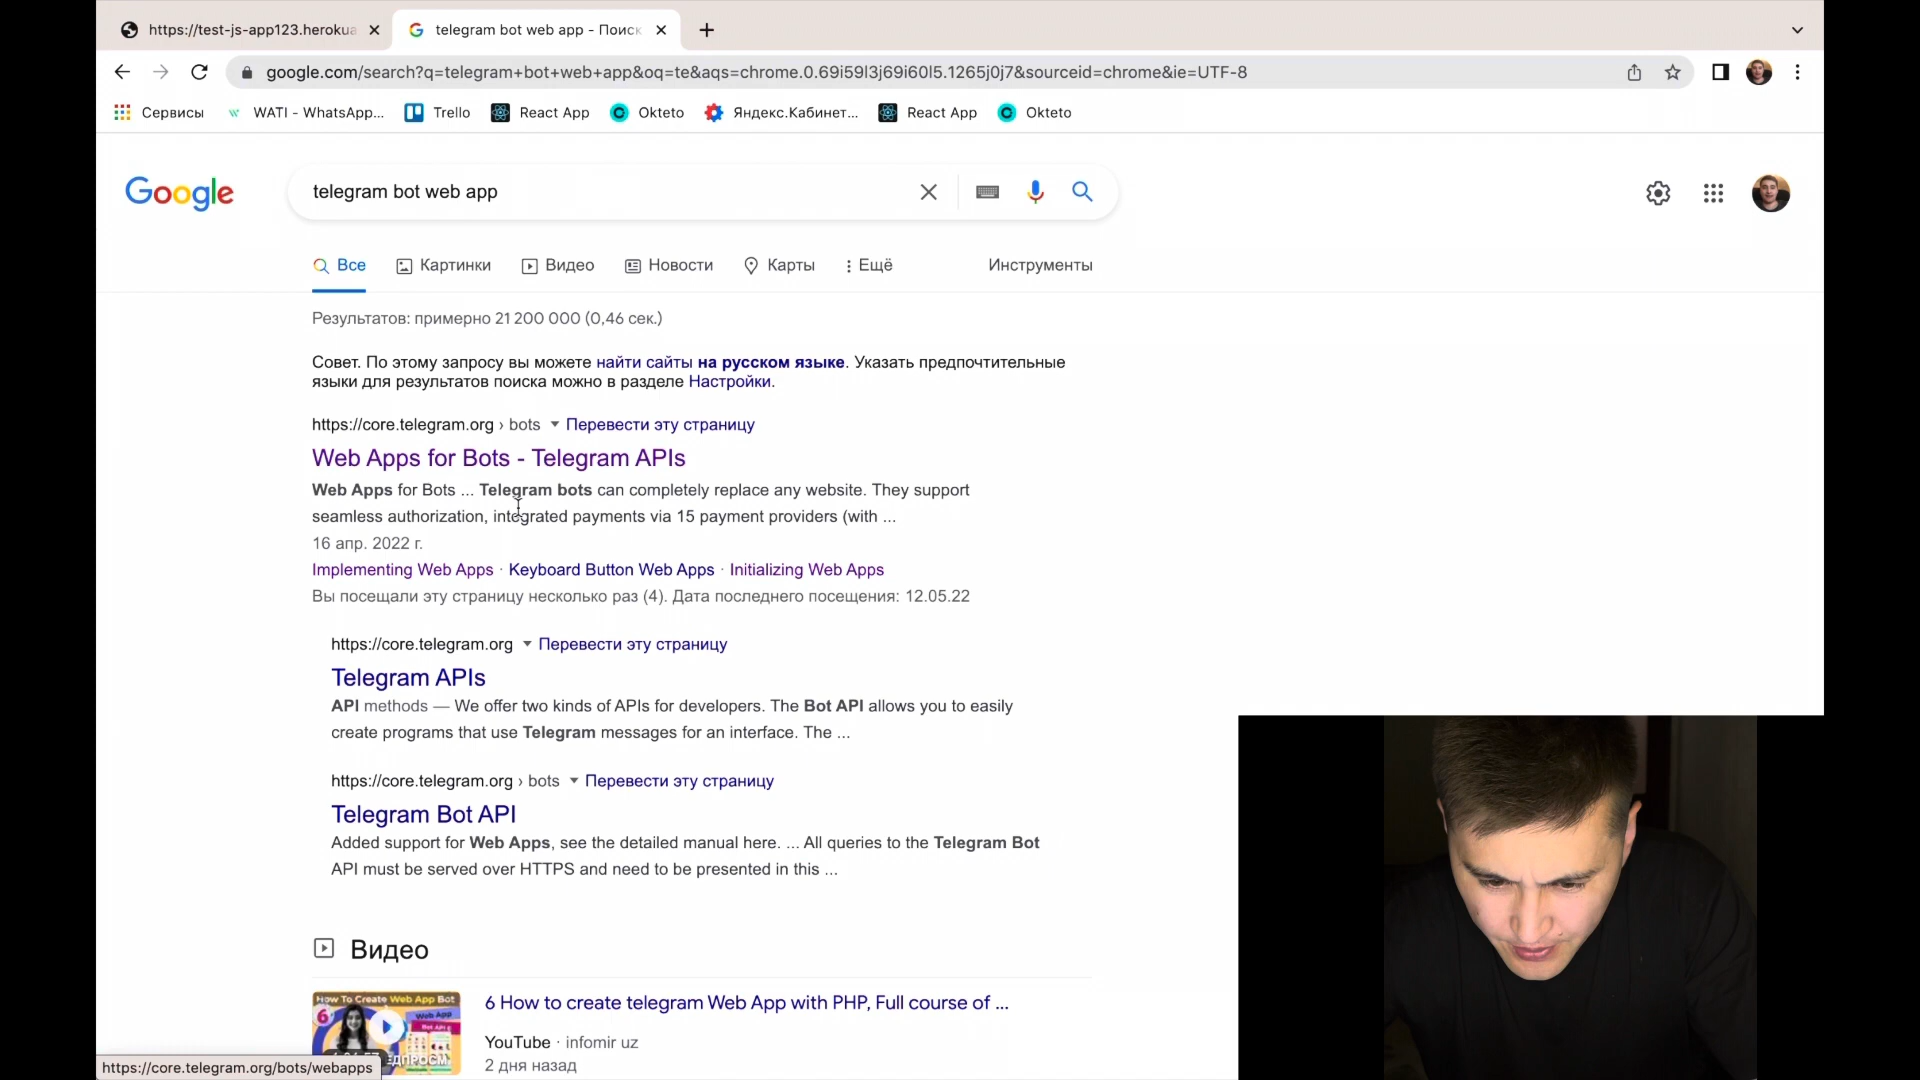 https://test-js-app123.herokua
telegram bot web app - Поиск
google.com/search?q=telegram+bot+web+app&oq=te&aqs=chrome.0.69i59l3j69i60l5.1265j0j7&sourceid=chrome&ie=UTF-8
Сервисы WATI - WhatsApp... Trello React App Okteto Яндекс.Кабинет... React App Okteto
Google
telegram bot web app
Все Картинки Видео Новости Карты Ещё Инструменты
Результатов: примерно 21 200 000 (0,46 сек.)
Совет. По этому запросу вы можете найти сайты на русском языке. Указать предпочтительные
языки для результатов поиска можно в разделе Настройки.
https://core.telegram.org › bots Перевести эту страницу
Web Apps for Bots - Telegram APIs
Web Apps for Bots ... Telegram bots can completely replace any website. They support
seamless authorization, integrated payments via 15 payment providers (with ...
16 апр. 2022 г.
Implementing Web Apps · Keyboard Button Web Apps · Initializing Web Apps
Вы посещали эту страницу несколько раз (4). Дата последнего посещения: 12.05.22
https://core.telegram.org Перевести эту страницу
Telegram APIs
API methods — We offer two kinds of APIs for developers. The Bot API allows you to easily
create programs that use Telegram messages for an interface. The ...
https://core.telegram.org › bots Перевести эту страницу
Telegram Bot API
Added support for Web Apps, see the detailed manual here. ... All queries to the Telegram Bot
API must be served over HTTPS and need to be presented in this ...
Видео
How To Create Web App Bot
6
Web App
6 How to create telegram Web App with PHP, Full course of ...
YouTube · infomir uz
2 дня назад
https://core.telegram.org/bots/webapps